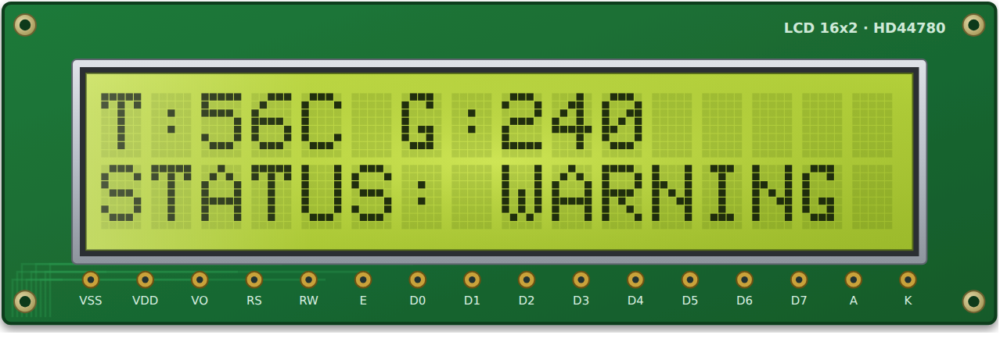 LCD 16x2 · HD44780
T:56C G:240
STATUS: WARNING
VSS VDD VO RS RW E D0 D1 D2 D3 D4 D5 D6 D7 A K